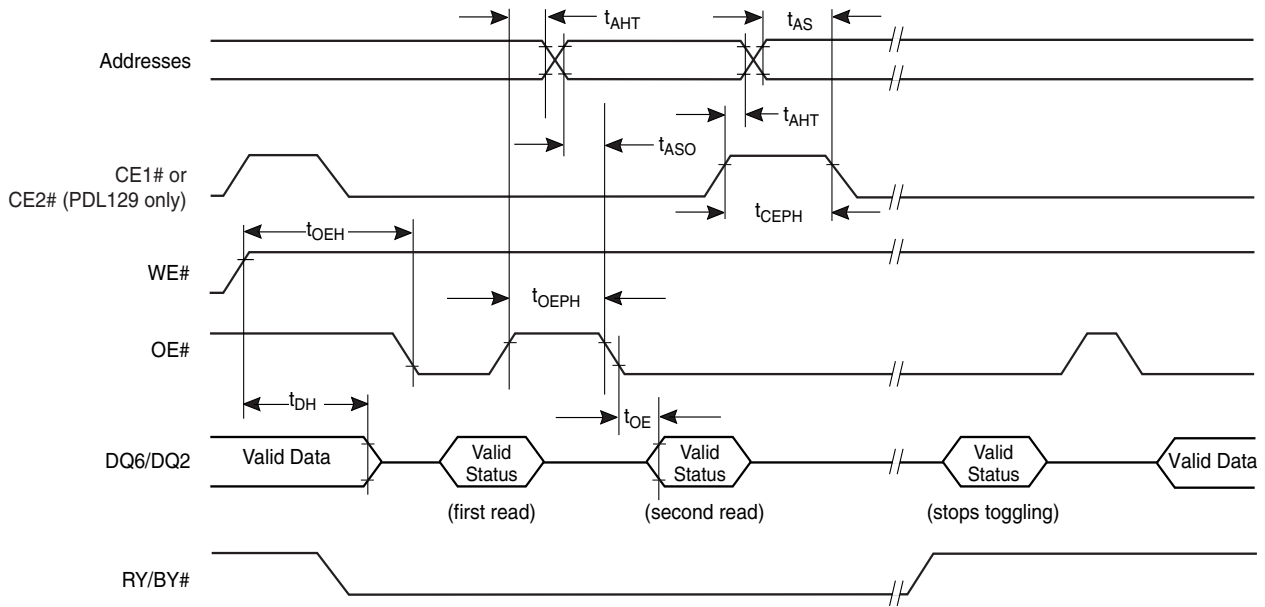 tAHT
tAS
Addresses
tAHT
tASO
CE1# or
CE2# (PDL129 only)
tCEPH
tOEH
WE#
tOEPH
OE#
tDH
tOE
DQ6/DQ2
Valid Data
Valid
Status
Valid
Status
Valid
Status
Valid Data
(first read)
(second read)
(stops toggling)
RY/BY#